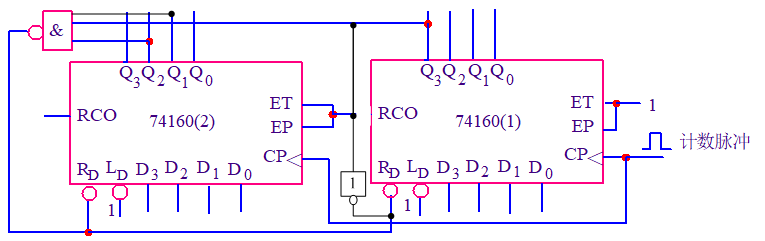 &
Q3 Q2 Q1 Q0
Q3 Q2 Q1 Q0
RCO 74160(2) ET
EP
CP
RD LD D3 D2 D1 D0
1
1
RCO 74160(1) ET
EP
CP
RD LD D3 D2 D1 D0
1
1
计数脉冲